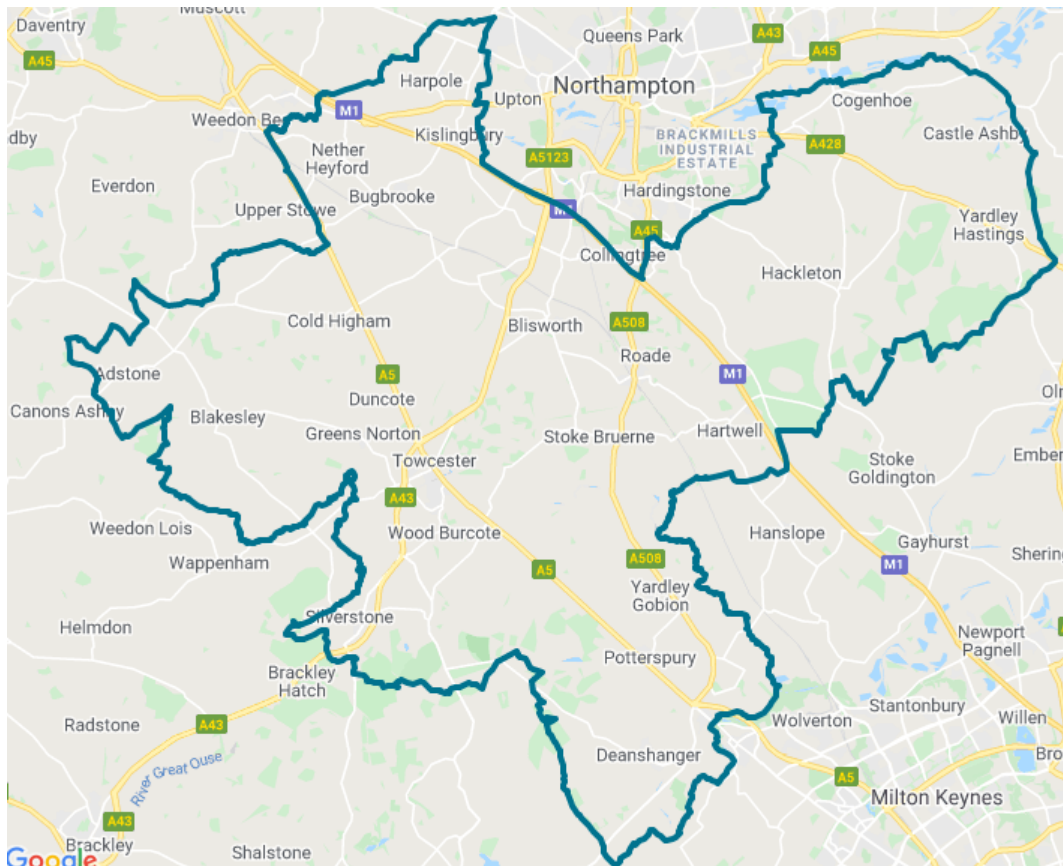 Daventry
Muscott
A45
Queens Park
A43
A45
Harpole
M1
Upton
Northampton
Cogenhoe
Weedon Bec
Kislingbury
BRACKMILLS
INDUSTRIAL
ESTATE
A428
Castle Ashby
dby
Nether
Heyford
A5123
Everdon
Bugbrooke
Hardingstone
Upper Stowe
M1
A45
Yardley
Hastings
Collingtree
Hackleton
Cold Higham
Blisworth
A508
Roade
Adstone
A5
M1
Duncote
Canons Ashby
Blakesley
Greens Norton
Stoke Bruerne
Hartwell
Towcester
Stoke
Goldington
Ember
A43
Weedon Lois
Wood Burcote
Hanslope
Wappenham
A5
A508
Gayhurst
Sherin
M1
Yardley
Gobion
Silverstone
Helmdon
Newport
Pagnell
Potterspury
Brackley
Hatch
Radstone
A43
Wolverton
Stantonbury
Willen
Deanshanger
Bro
River Great Ouse
A5
Milton Keynes
A43
Brackley
Shalstone
Google